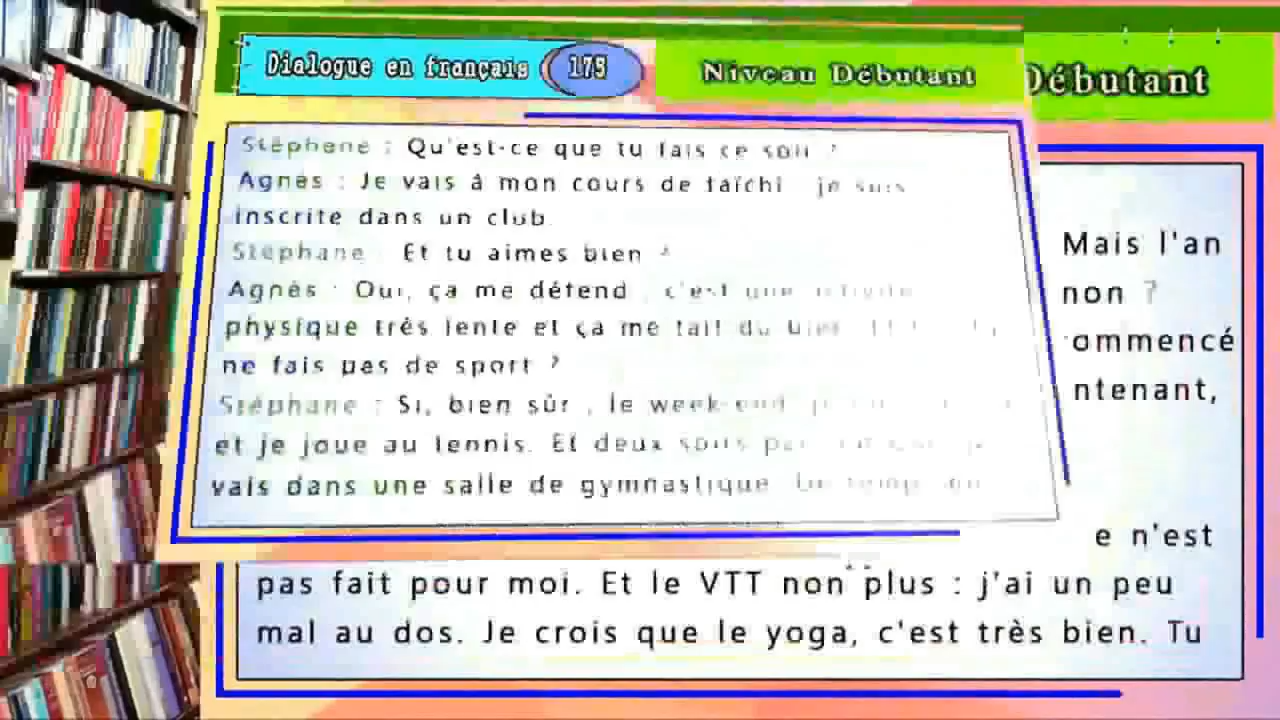 Dialogue en français 175
Niveau Débutant
Débutant
Stéphane : Qu'est-ce que tu fais ce soir ?
Agnès : Je vais à mon cours de taïchi je suis
inscrite dans un club.
Stéphane : Et tu aimes bien ?
Agnès : Oui, ça me détend, c'est une activité
physique très lente et ça me fait du bien.
ne fais pas de sport ?
Stéphane : Si, bien sûr, le week-end
et je joue au tennis. Et deux soirs par
vais dans une salle de gymnastique.
Mais l'an
non ?
ommencé
ntenant,
e n'est
pas fait pour moi. Et le VTT non plus : j'ai un peu
mal au dos. Je crois que le yoga, c'est très bien. Tu